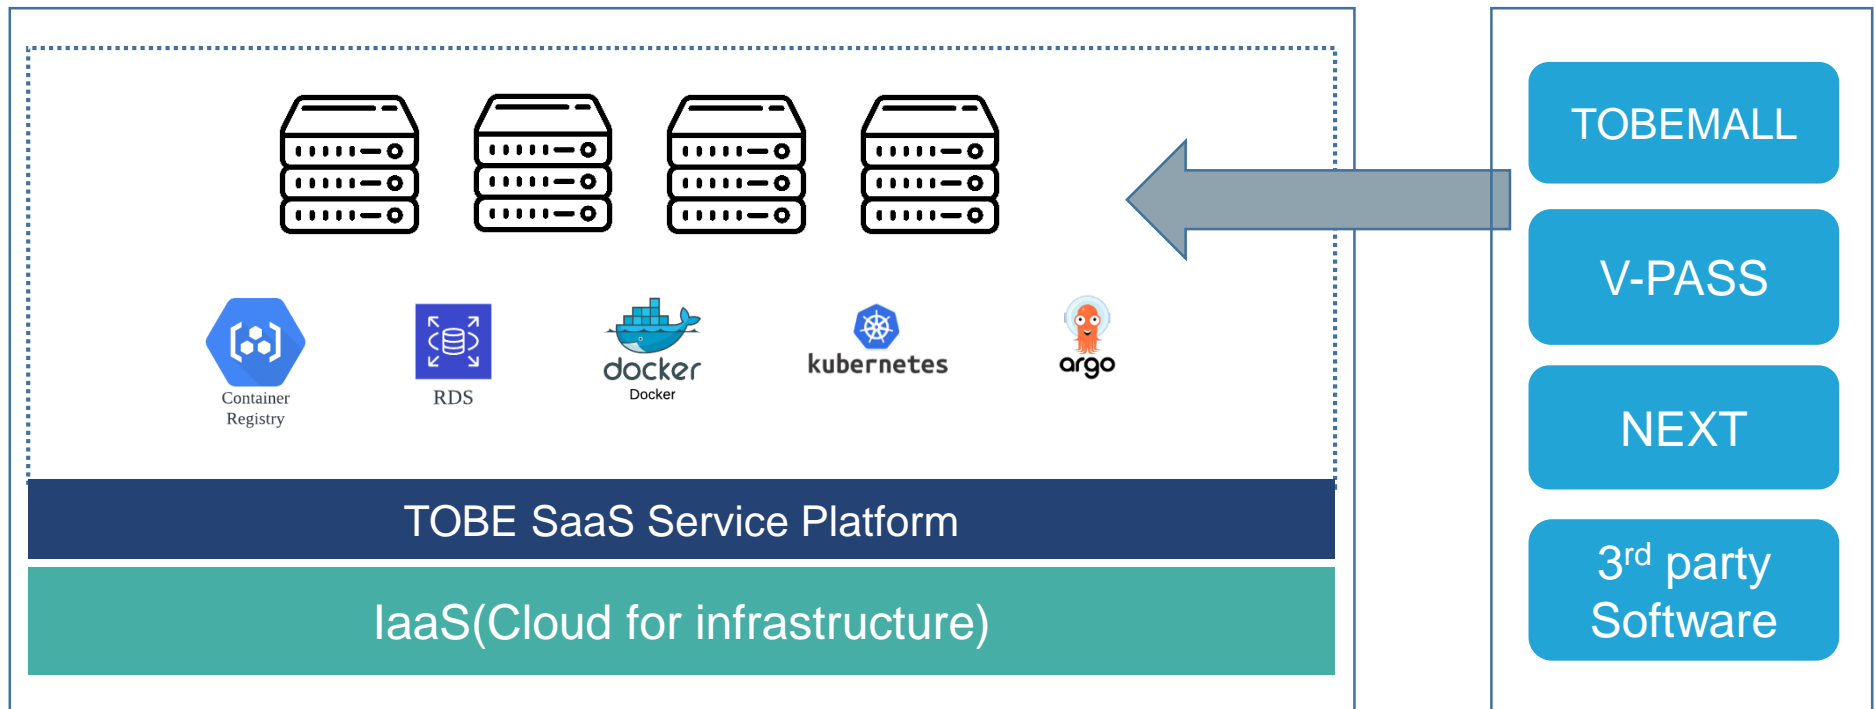 TOBEMALL
V-PASS
NEXT
3rd party
Software
Container
Registry
RDS
docker
Docker
kubernetes
argo
TOBE SaaS Service Platform
IaaS(Cloud for infrastructure)